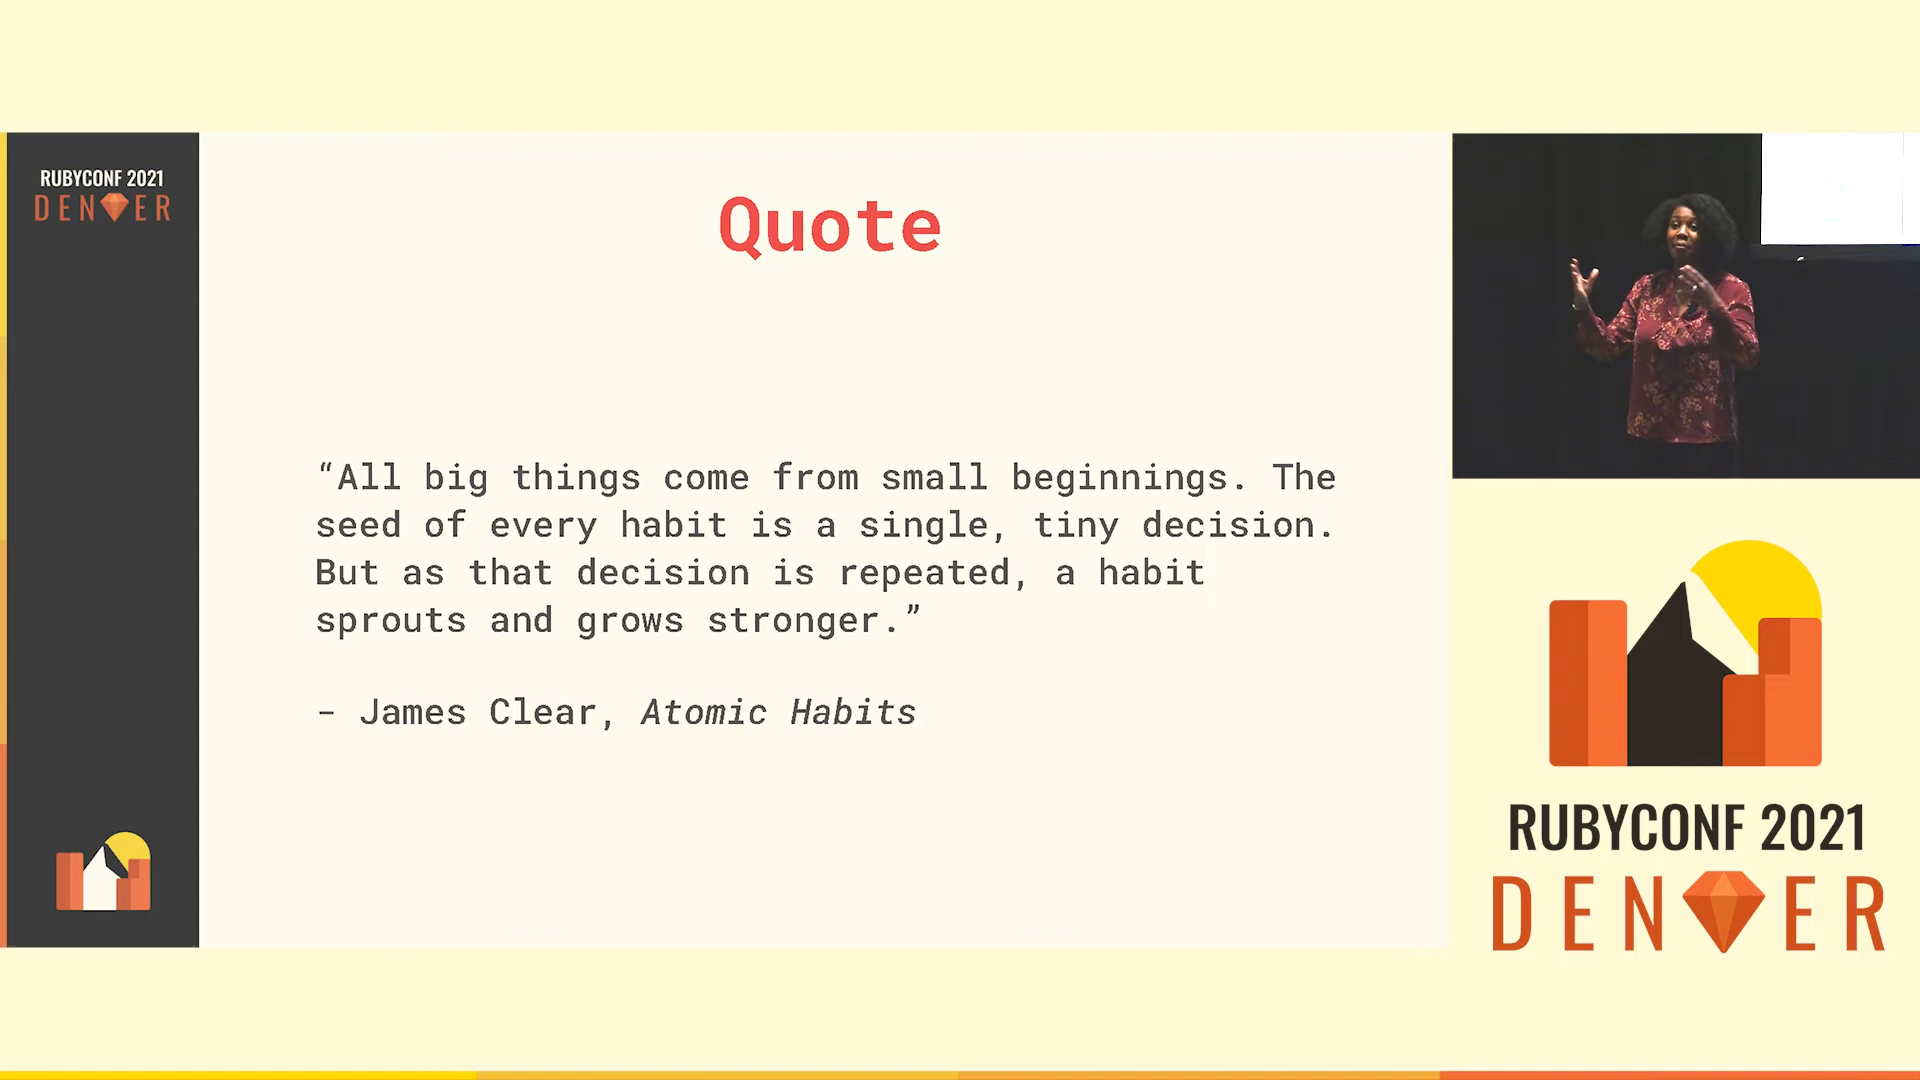 RUBYCONF 2021
DENVER
Quote
“All big things come from small beginnings. The
seed of every habit is a single, tiny decision.
But as that decision is repeated, a habit
sprouts and grows stronger.”
- James Clear, Atomic Habits
RUBYCONF 2021
DENVER